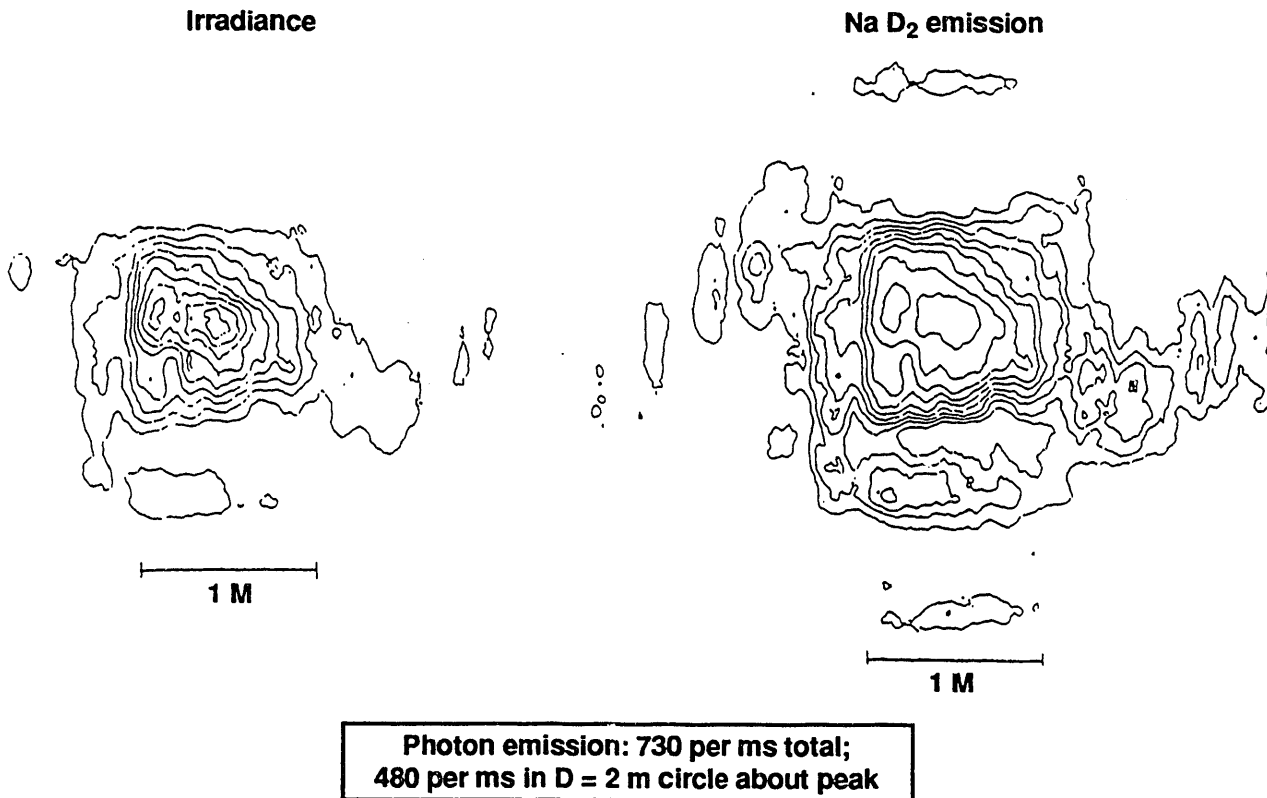 Irradiance
Na D₂ emission
1 M
1 M
Photon emission: 730 per ms total;
480 per ms in D = 2 m circle about peak